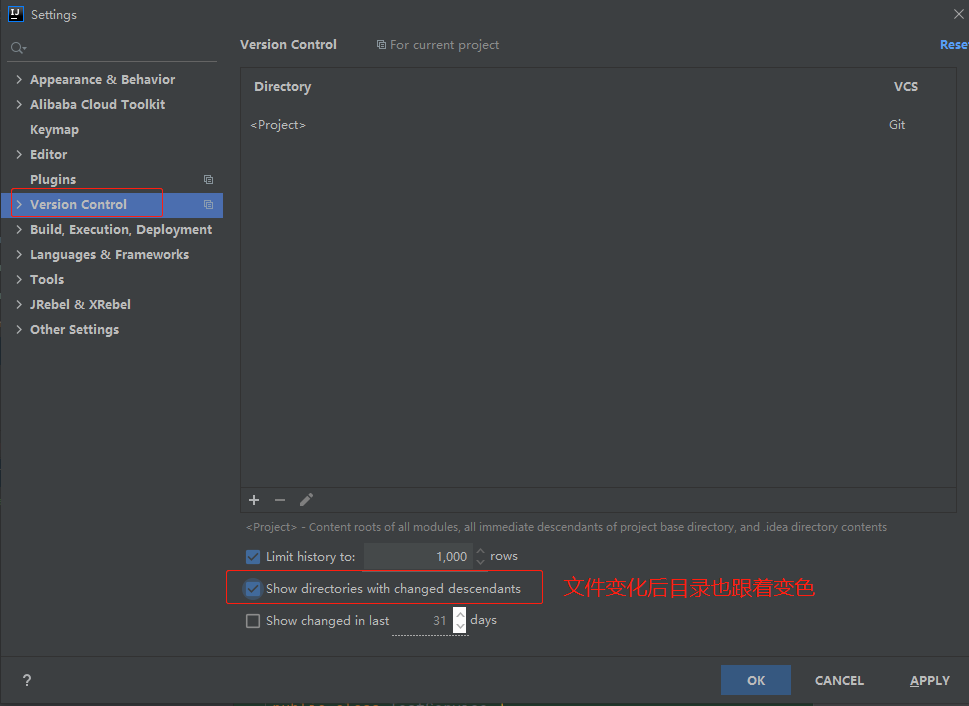 IJ Settings
Version Control For current project Rese
Appearance & Behavior
Alibaba Cloud Toolkit
Keymap
Editor
Plugins
Version Control
Build, Execution, Deployment
Languages & Frameworks
Tools
JRebel & XRebel
Other Settings
Directory VCS
<Project> Git
<Project> - Content roots of all modules, all immediate descendants of project base directory, and .idea directory contents
Limit history to: 1,000 rows
Show directories with changed descendants 文件变化后目录也跟着变色
Show changed in last 31 days
? OK CANCEL APPLY